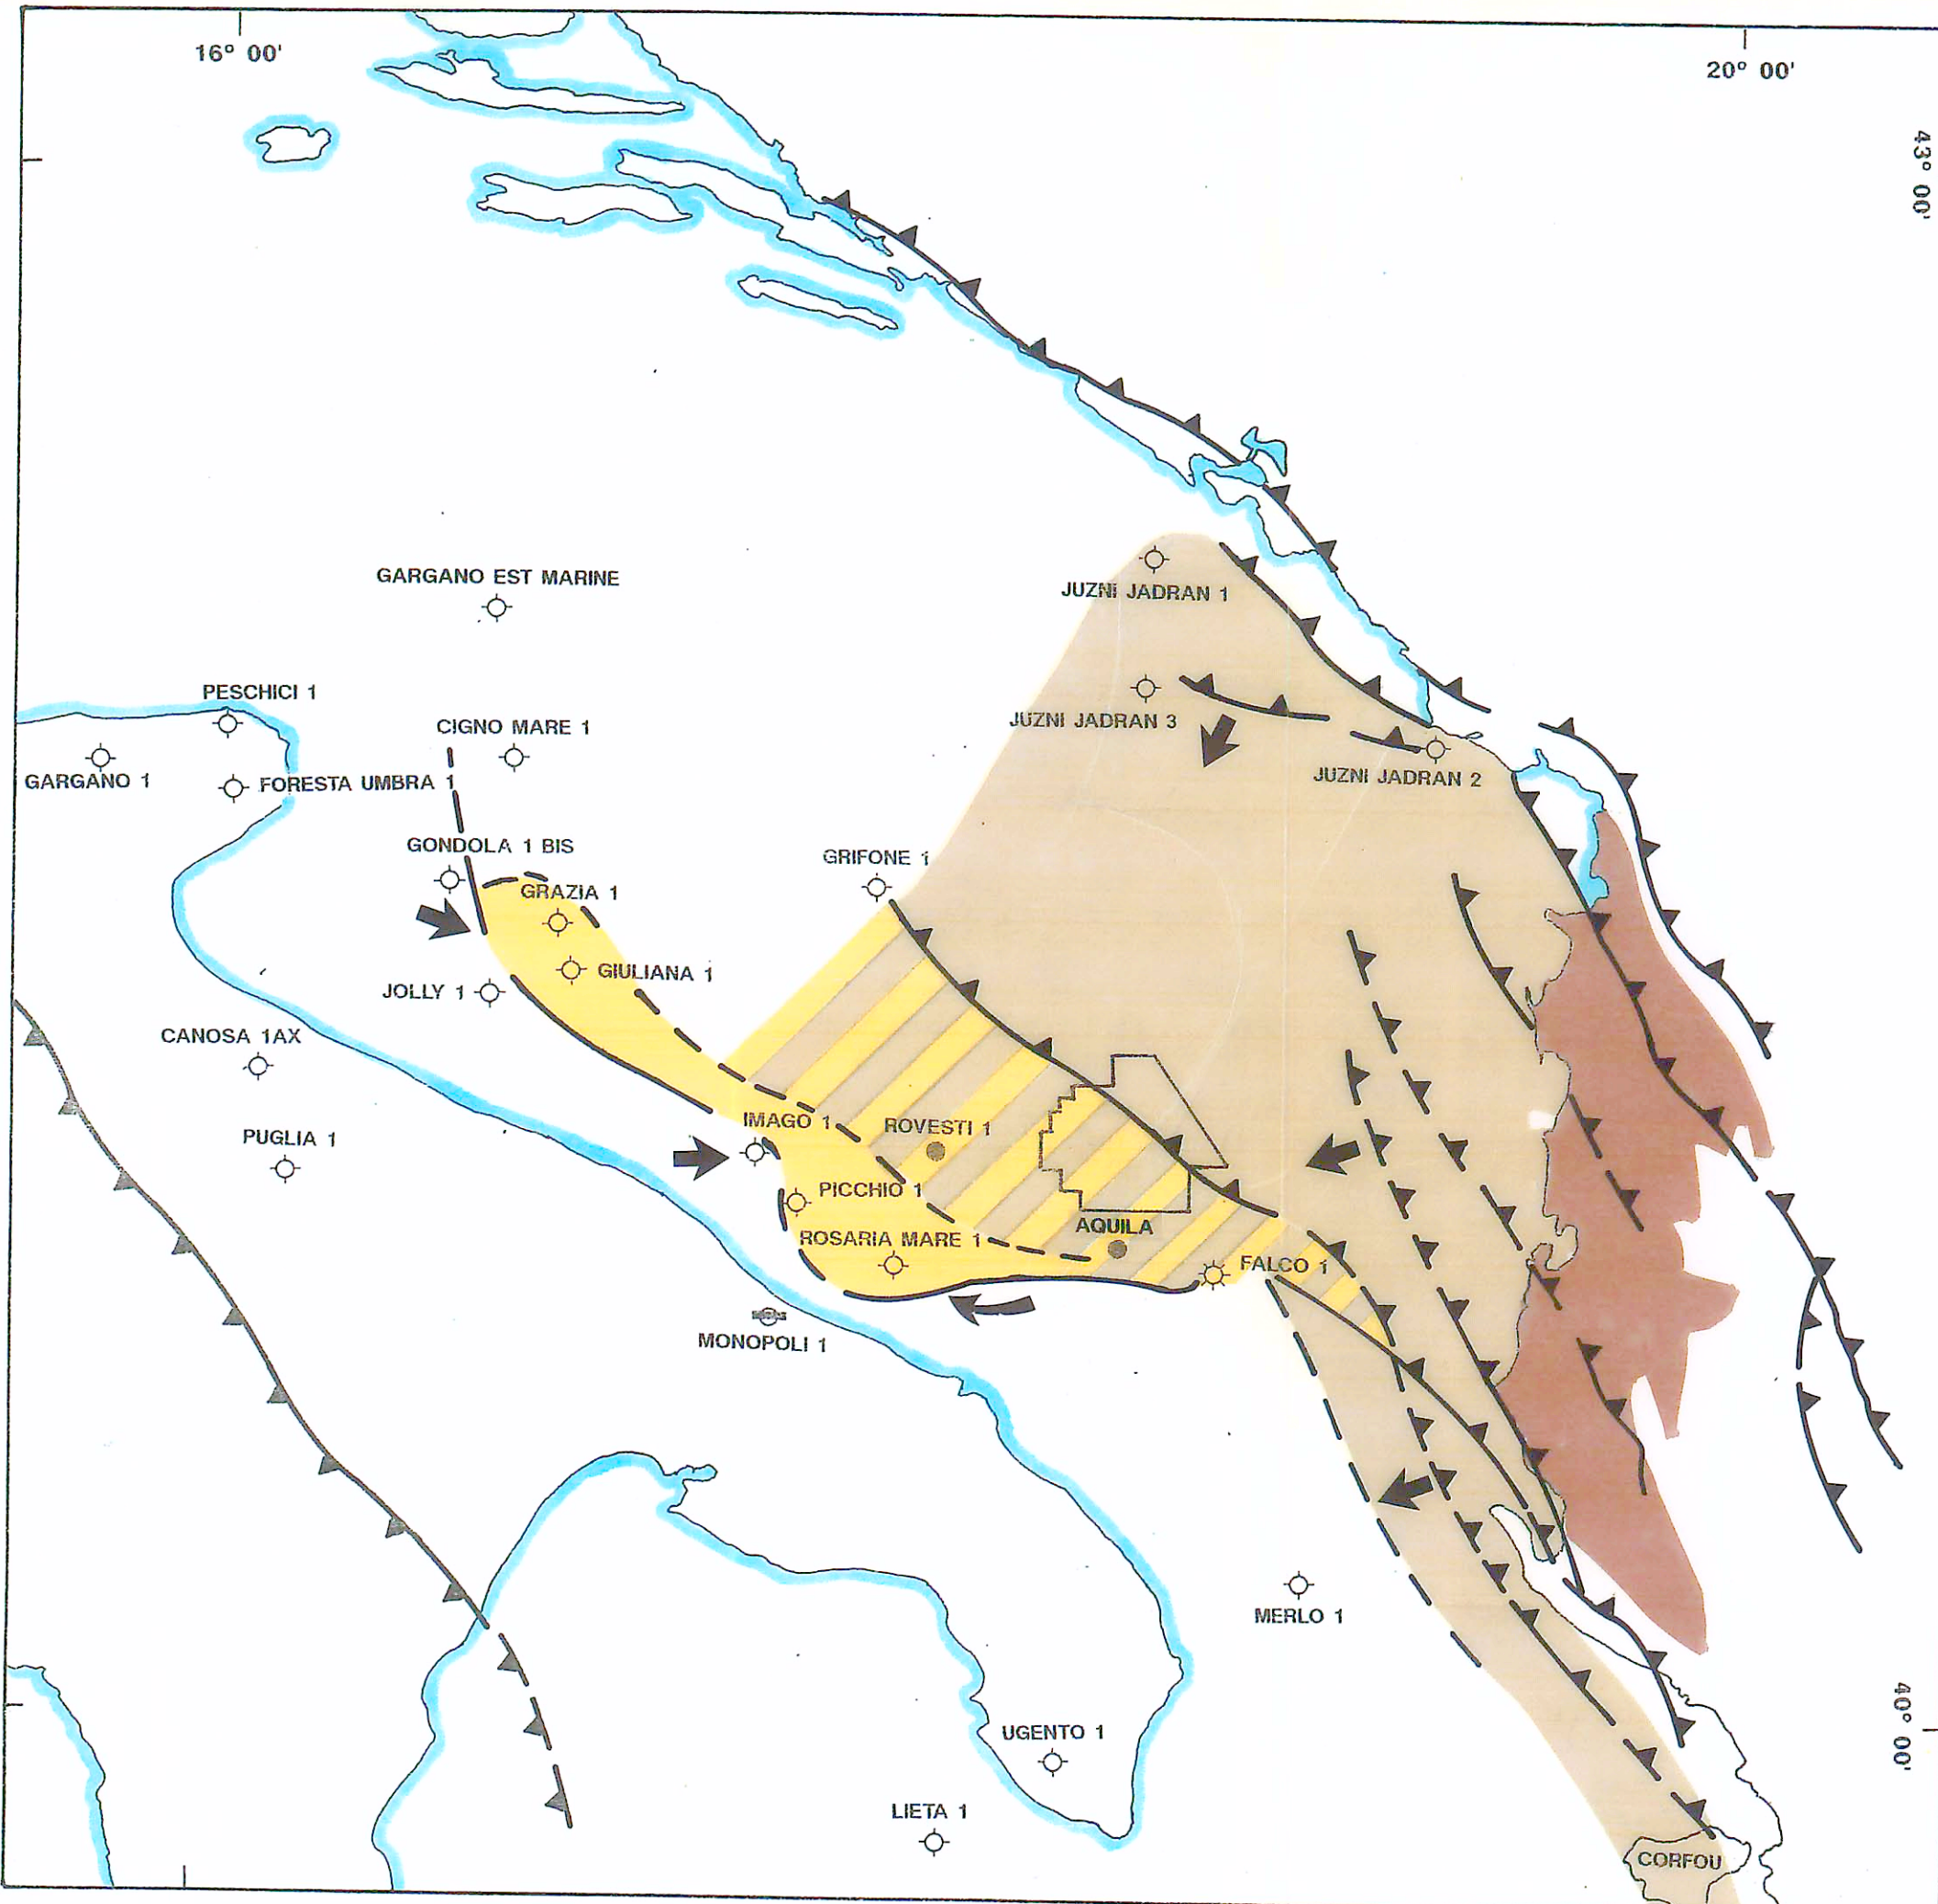 16° 00'
20° 00'
43° 00'
GARGANO EST MARINE
JUZNi JADRAN 1
PESCHICI 1
CIGNO MARE 1
JUZNi JADRAN 3
GARGANO 1
FORESTA UMBRA 1
JUZNi JADRAN 2
GONDOLA 1 BIS
GRIFONE 1
GRAZiA 1
GIULIANA 1
JOLLY 1
CANOSA 1AX
IMAGO 1
ROVESTI 1
PUGLIA 1
PICCHIO 1
AQUILA
ROSARIA MARE 1
FALCO 1
MONOPOLI 1
MERLO 1
40° 00'
UGENTO 1
LIETA 1
CORFOU